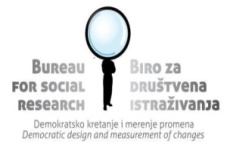 BUREAU BIRO ZA
FOR SOCIAL DRUŠTVENA
RESEARCH ISTRAŽIVANJA
Demokratsko kretanje i merenje promena
Democratic design and measurement of changes